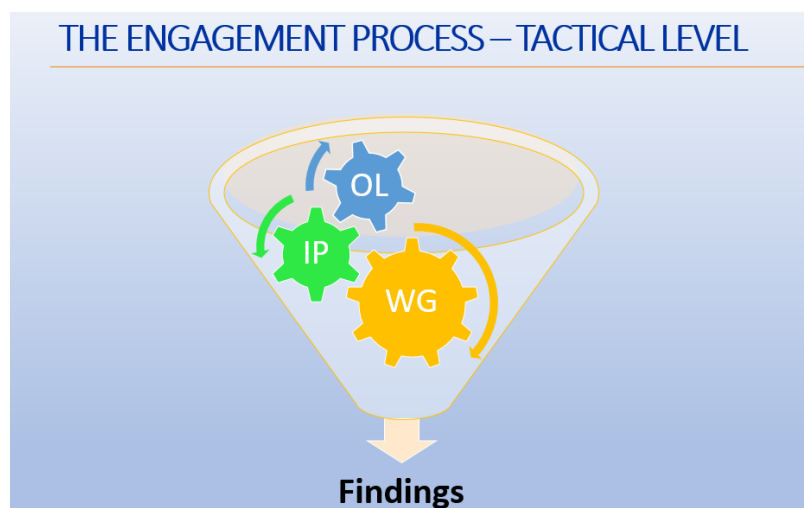 THE ENGAGEMENT PROCESS – TACTICAL LEVEL
OL
IP
WG
Findings